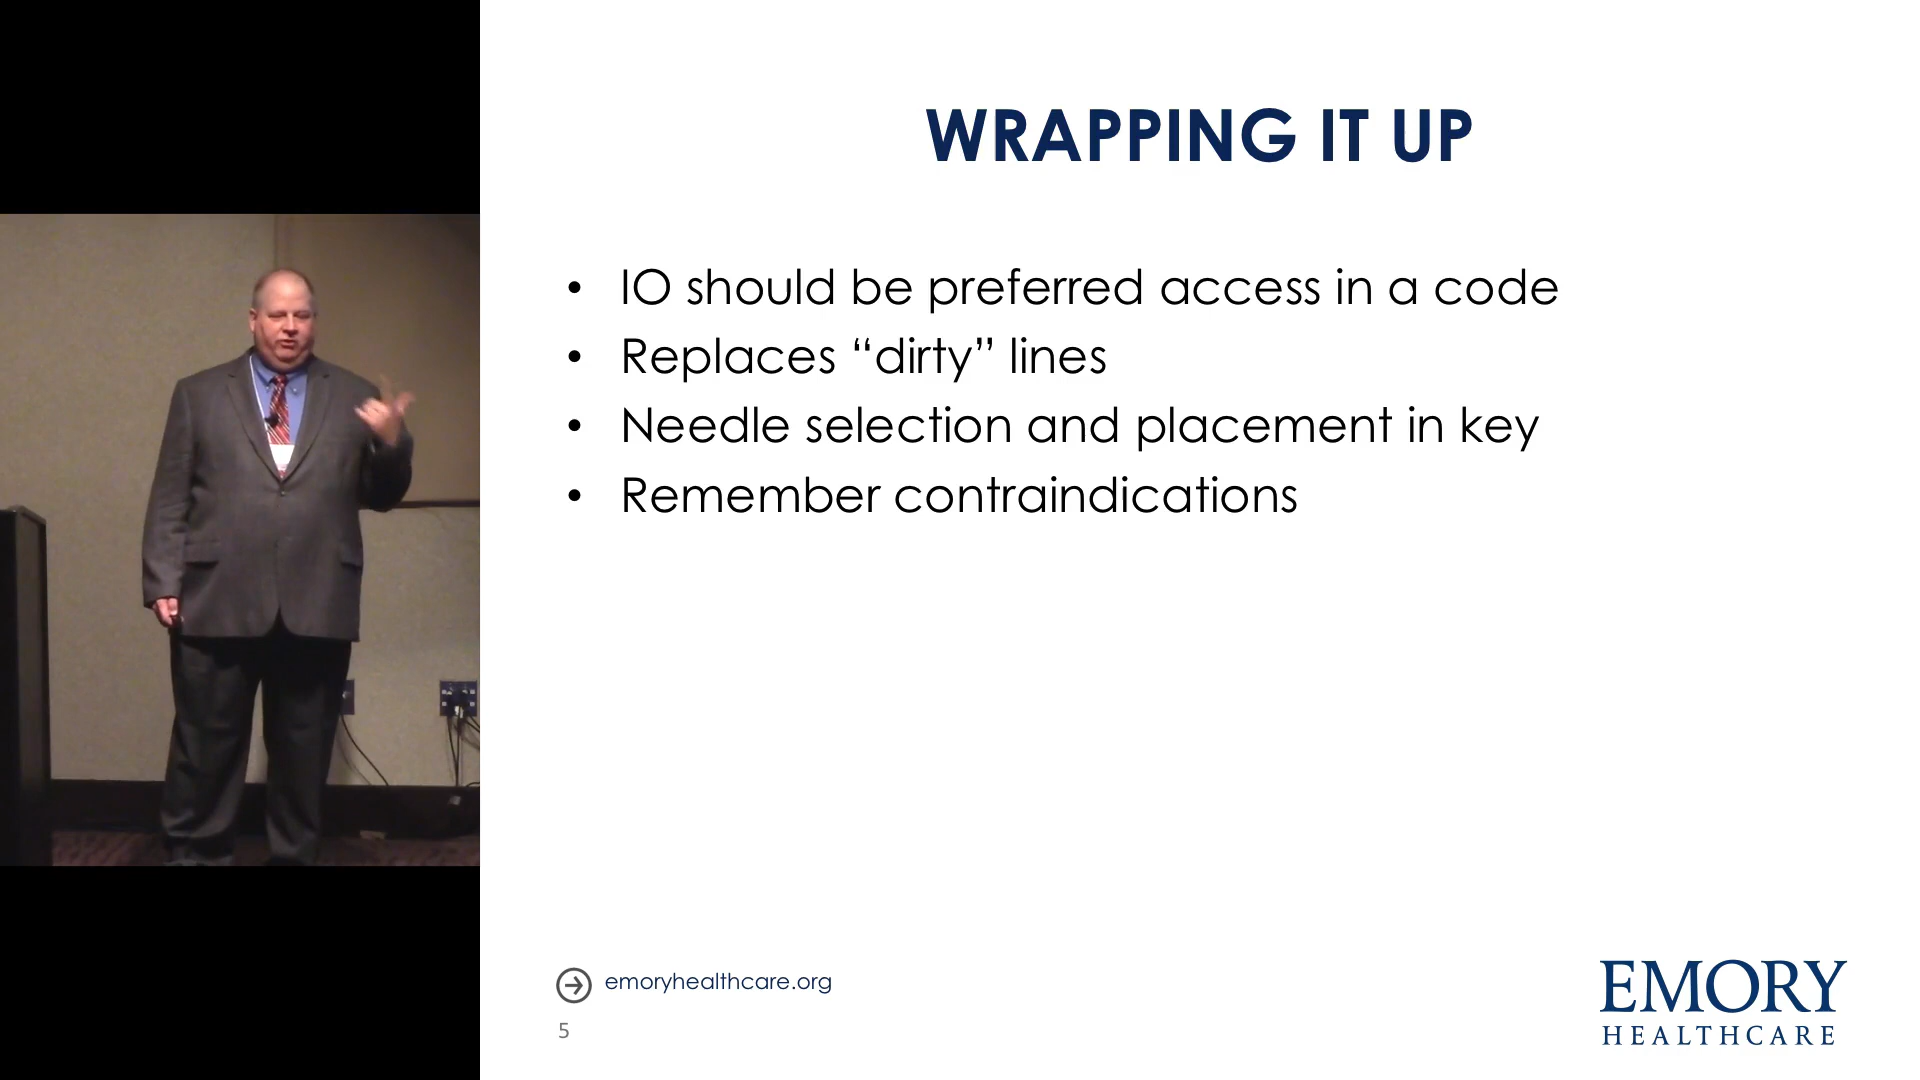 WRAPPING IT UP
• IO should be preferred access in a code
• Replaces “dirty” lines
• Needle selection and placement in key
• Remember contraindications
emoryhealthcare.org
5
EMORY
HEALTHCARE